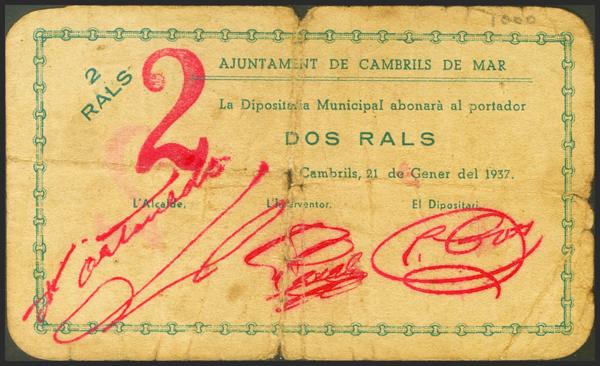 1000
2
RALS
2
AJUNTAMENT DE CAMBRILS DE MAR
La Dipositaria Municipal abonarà al portador
DOS RALS
Cambrils, 21 de Gener del 1937.
L'Alcalde, L'Interventor. El Dipositari.